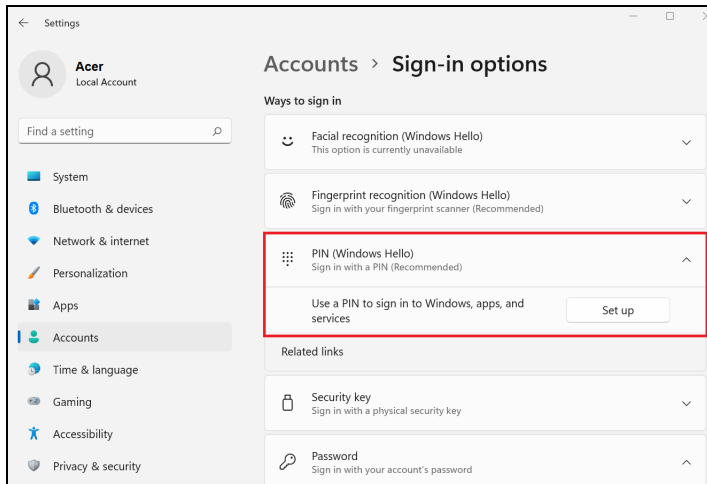 Settings
Acer
Local Account
Find a setting
System
Bluetooth & devices
Network & internet
Personalization
Apps
Accounts
Time & language
Gaming
Accessibility
Privacy & security
Accounts > Sign-in options
Ways to sign in
Facial recognition (Windows Hello)
This option is currently unavailable
Fingerprint recognition (Windows Hello)
Sign in with your fingerprint scanner (Recommended)
PIN (Windows Hello)
Sign in with a PIN (Recommended)
Use a PIN to sign in to Windows, apps, and
services
Set up
Related links
Security key
Sign in with a physical security key
Password
Sign in with your account's password